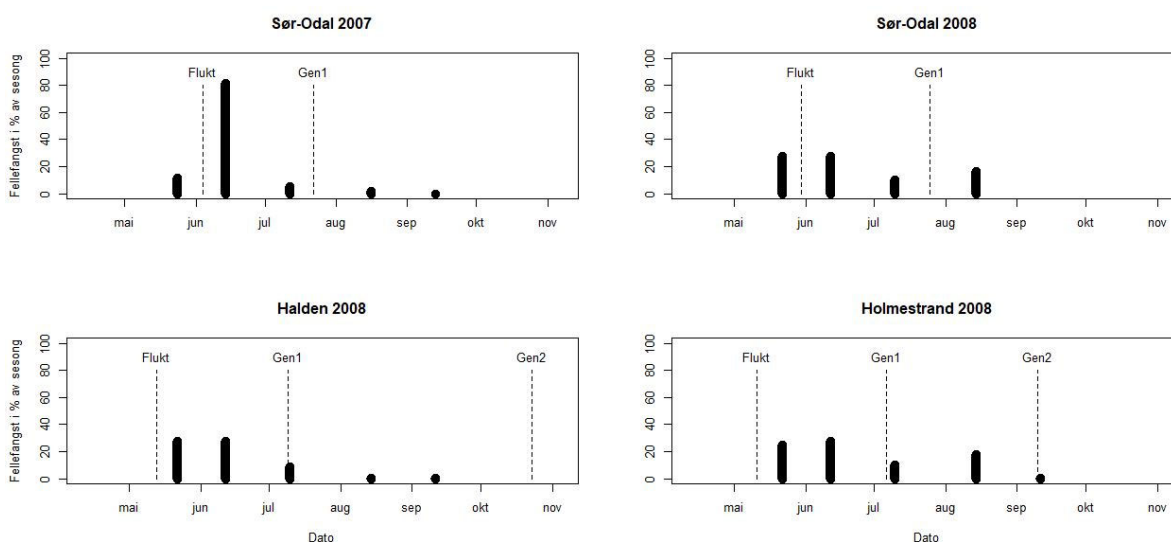 Sør-Odal 2007
Fellefangst i % av sesong
0 20 40 60 80 100
Flukt Gen1
mai jun jul aug sep okt nov
Sør-Odal 2008
0 20 40 60 80 100
Flukt Gen1
mai jun jul aug sep okt nov
Halden 2008
Fellefangst i % av sesong
0 20 40 60 80 100
Flukt Gen1 Gen2
mai jun jul aug sep okt nov
Dato
Holmestrand 2008
0 20 40 60 80 100
Flukt Gen1 Gen2
mai jun jul aug sep okt nov
Dato